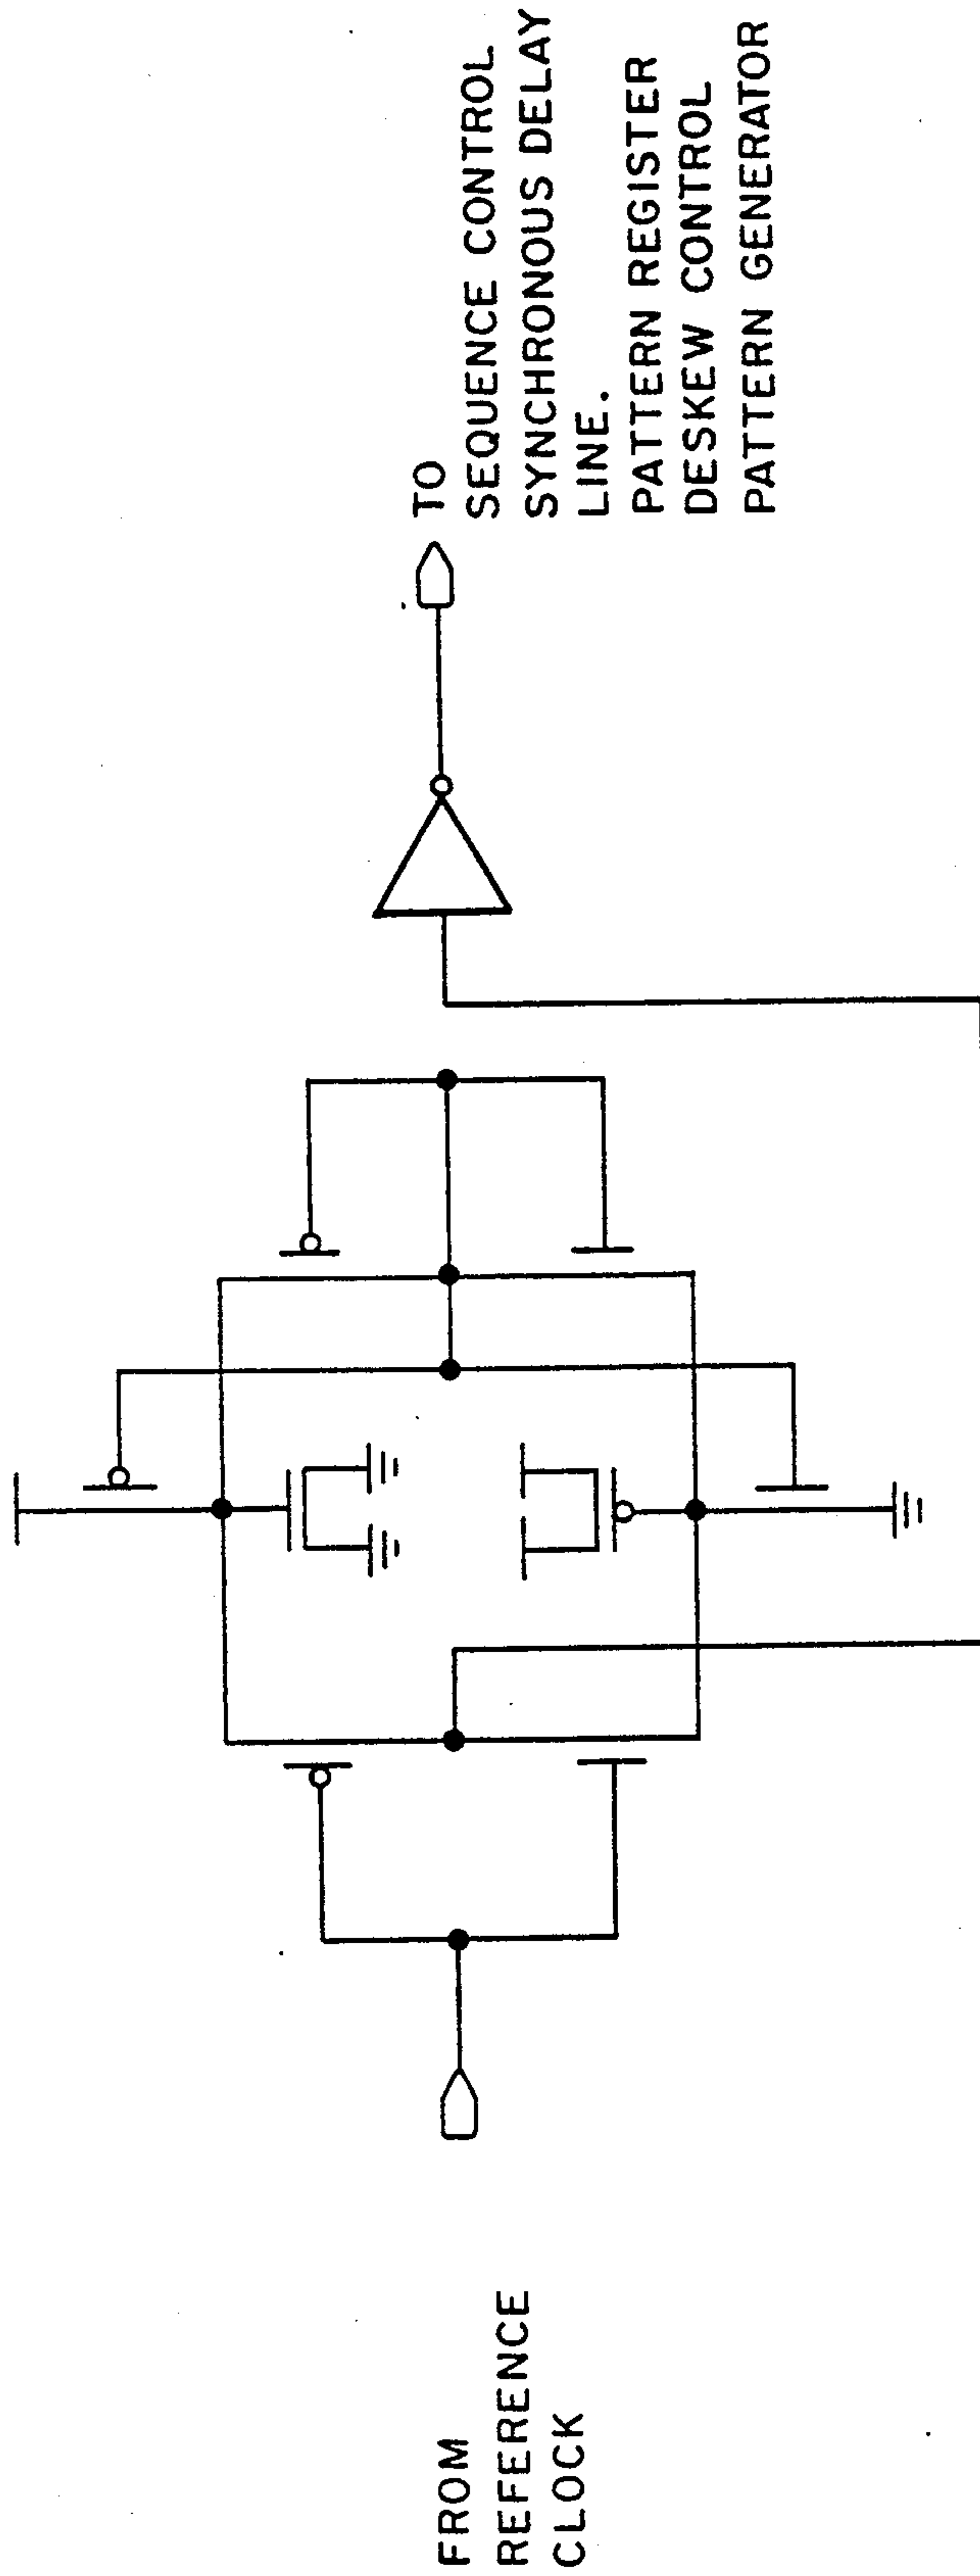 FROM
REFERENCE
CLOCK
TO
SEQUENCE CONTROL
SYNCHRONOUS DELAY
LINE.
PATTERN REGISTER
DESKEW CONTROL
PATTERN GENERATOR